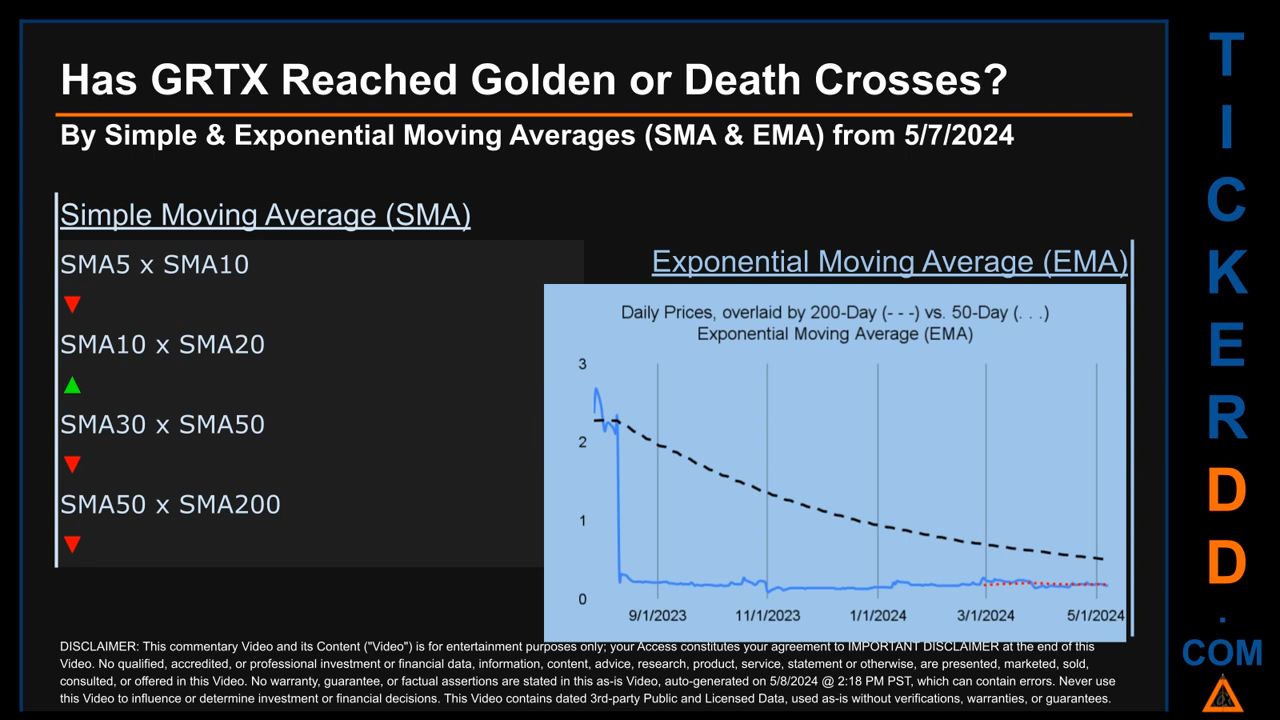 Has GRTX Reached Golden or Death Crosses?
By Simple & Exponential Moving Averages (SMA & EMA) from 5/7/2024
Simple Moving Average (SMA)
SMA5 x SMA10
▼
SMA10 x SMA20
▲
SMA30 x SMA50
▼
SMA50 x SMA200
▼
Exponential Moving Average (EMA)
Daily Prices, overlaid by 200-Day (- - -) vs. 50-Day (. . .)
Exponential Moving Average (EMA)
3
2
1
0
9/1/2023 11/1/2023 1/1/2024 3/1/2024 5/1/2024
DISCLAIMER: This commentary Video and its Content ("Video") is for entertainment purposes only; your Access constitutes your agreement to IMPORTANT DISCLAIMER at the end of this
Video. No qualified, accredited, or professional investment or financial data, information, content, advice, research, product, service, statement or otherwise, are presented, marketed, sold,
consulted, or offered in this Video. No warranty, guarantee, or factual assertions are stated in this as-is Video, auto-generated on 5/8/2024 @ 2:18 PM PST, which can contain errors. Never use
this Video to influence or determine investment or financial decisions. This Video contains dated 3rd-party Public and Licensed Data, used as-is without verifications, warranties, or guarantees.
T
I
C
K
E
R
D
D
.
COM